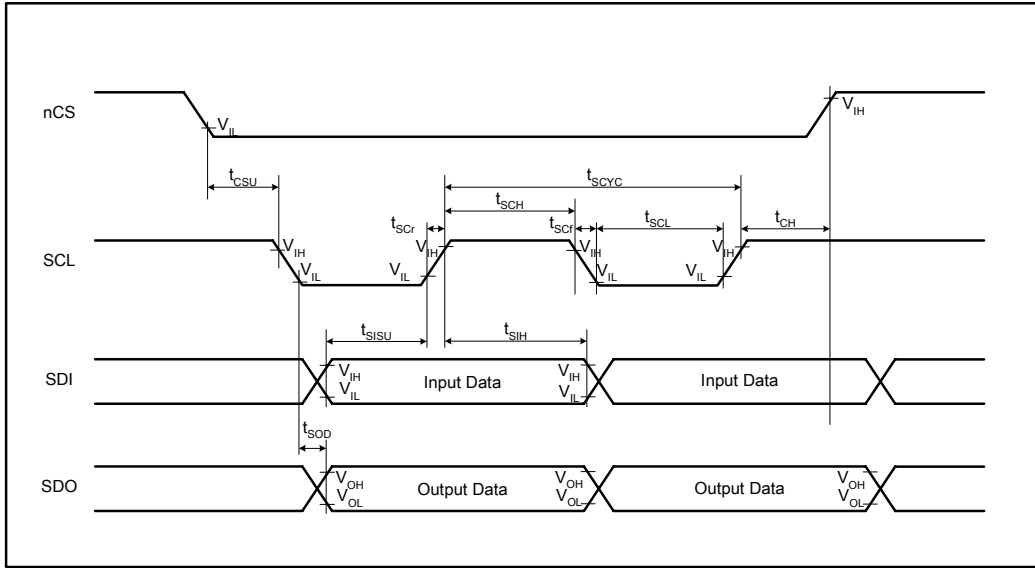 nCS
V_IL
V_IH
t_CSU
t_SCYC
t_SCH
t_SCr
t_SCf
t_SCL
t_CH
SCL
V_IH
V_IL
V_IL
V_IH
V_IH
V_IL
V_IL
V_IH
t_SISU
t_SIH
SDI
V_IH
V_IL
Input Data
V_IH
V_IL
Input Data
t_SOD
SDO
V_OH
V_OL
Output Data
V_OH
V_OL
Output Data
V_OH
V_OL